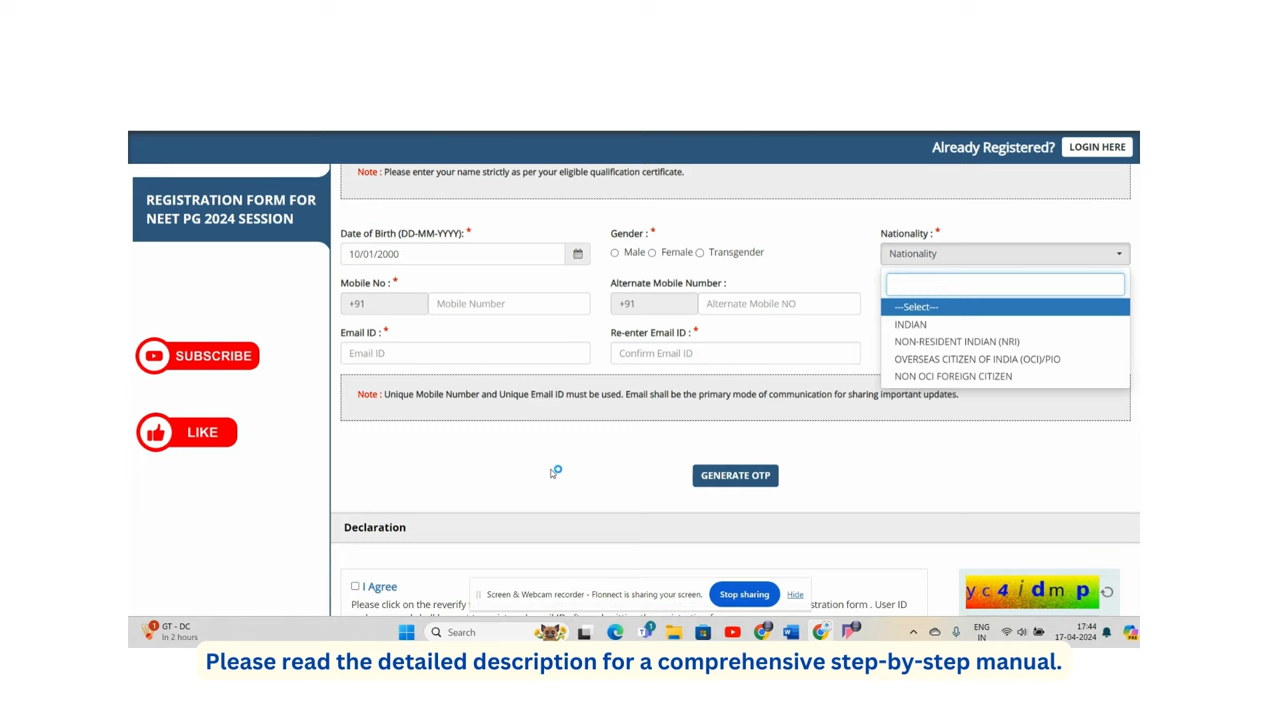 Already Registered? LOGIN HERE
Note : Please enter your name strictly as per your eligible qualification certificate.
REGISTRATION FORM FOR
NEET PG 2024 SESSION
Date of Birth (DD-MM-YYYY): *
Gender : *
Nationality : *
10/01/2000
Male Female Transgender
Nationality
Mobile No : *
Alternate Mobile Number :
+91 Mobile Number
+91 Alternate Mobile NO
---Select---
INDIAN
NON-RESIDENT INDIAN (NRI)
OVERSEAS CITIZEN OF INDIA (OCI)/PIO
NON OCI FOREIGN CITIZEN
Email ID : *
Re-enter Email ID : *
Email ID
Confirm Email ID
SUBSCRIBE
Note : Unique Mobile Number and Unique Email ID must be used. Email shall be the primary mode of communication for sharing important updates.
LIKE
GENERATE OTP
Declaration
I Agree
Please click on the reverify
istration form . User ID
Screen & Webcam recorder - Flonnect is sharing your screen. Stop sharing Hide
yc4idmp
GT - DC
In 2 hours
Search
ENG
IN
17:44
17-04-2024
Please read the detailed description for a comprehensive step-by-step manual.